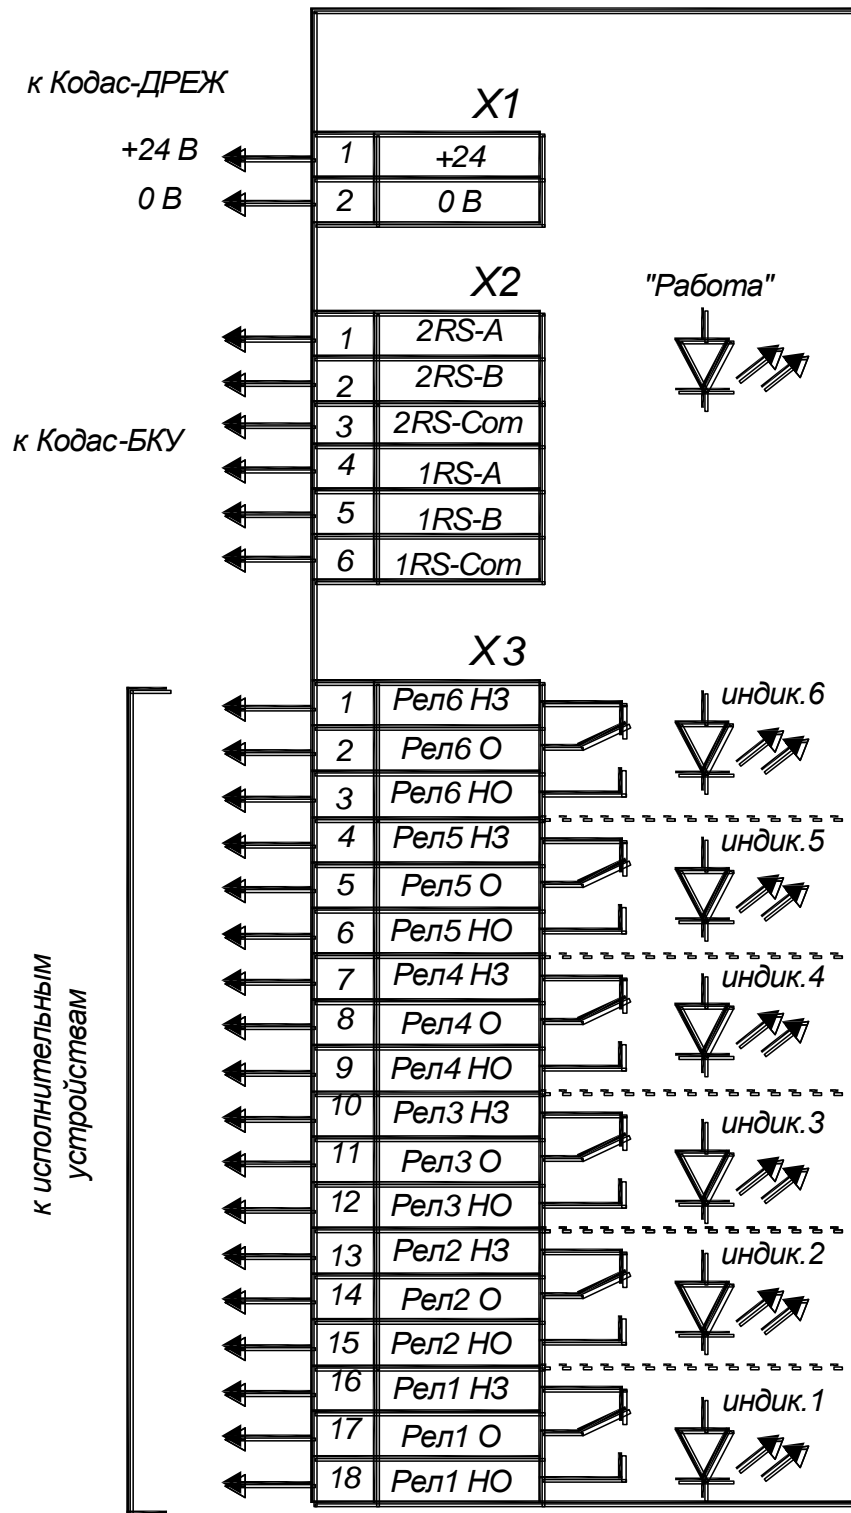 к Кодас-ДРЕЖ
X1
+24 В 1 +24
0 В 2 0 В
X2 "Работа"
1 2RS-A
2 2RS-B
3 2RS-Com
к Кодас-БКУ
4 1RS-A
5 1RS-B
6 1RS-Com
X3
1 Рел6 НЗ индик.6
2 Рел6 О
3 Рел6 НО
4 Рел5 НЗ индик.5
5 Рел5 О
6 Рел5 НО
7 Рел4 НЗ индик.4
8 Рел4 О
9 Рел4 НО
10 Рел3 НЗ индик.3
11 Рел3 О
12 Рел3 НО
13 Рел2 НЗ индик.2
14 Рел2 О
15 Рел2 НО
16 Рел1 НЗ индик.1
17 Рел1 О
18 Рел1 НО
к исполнительным
устройствам